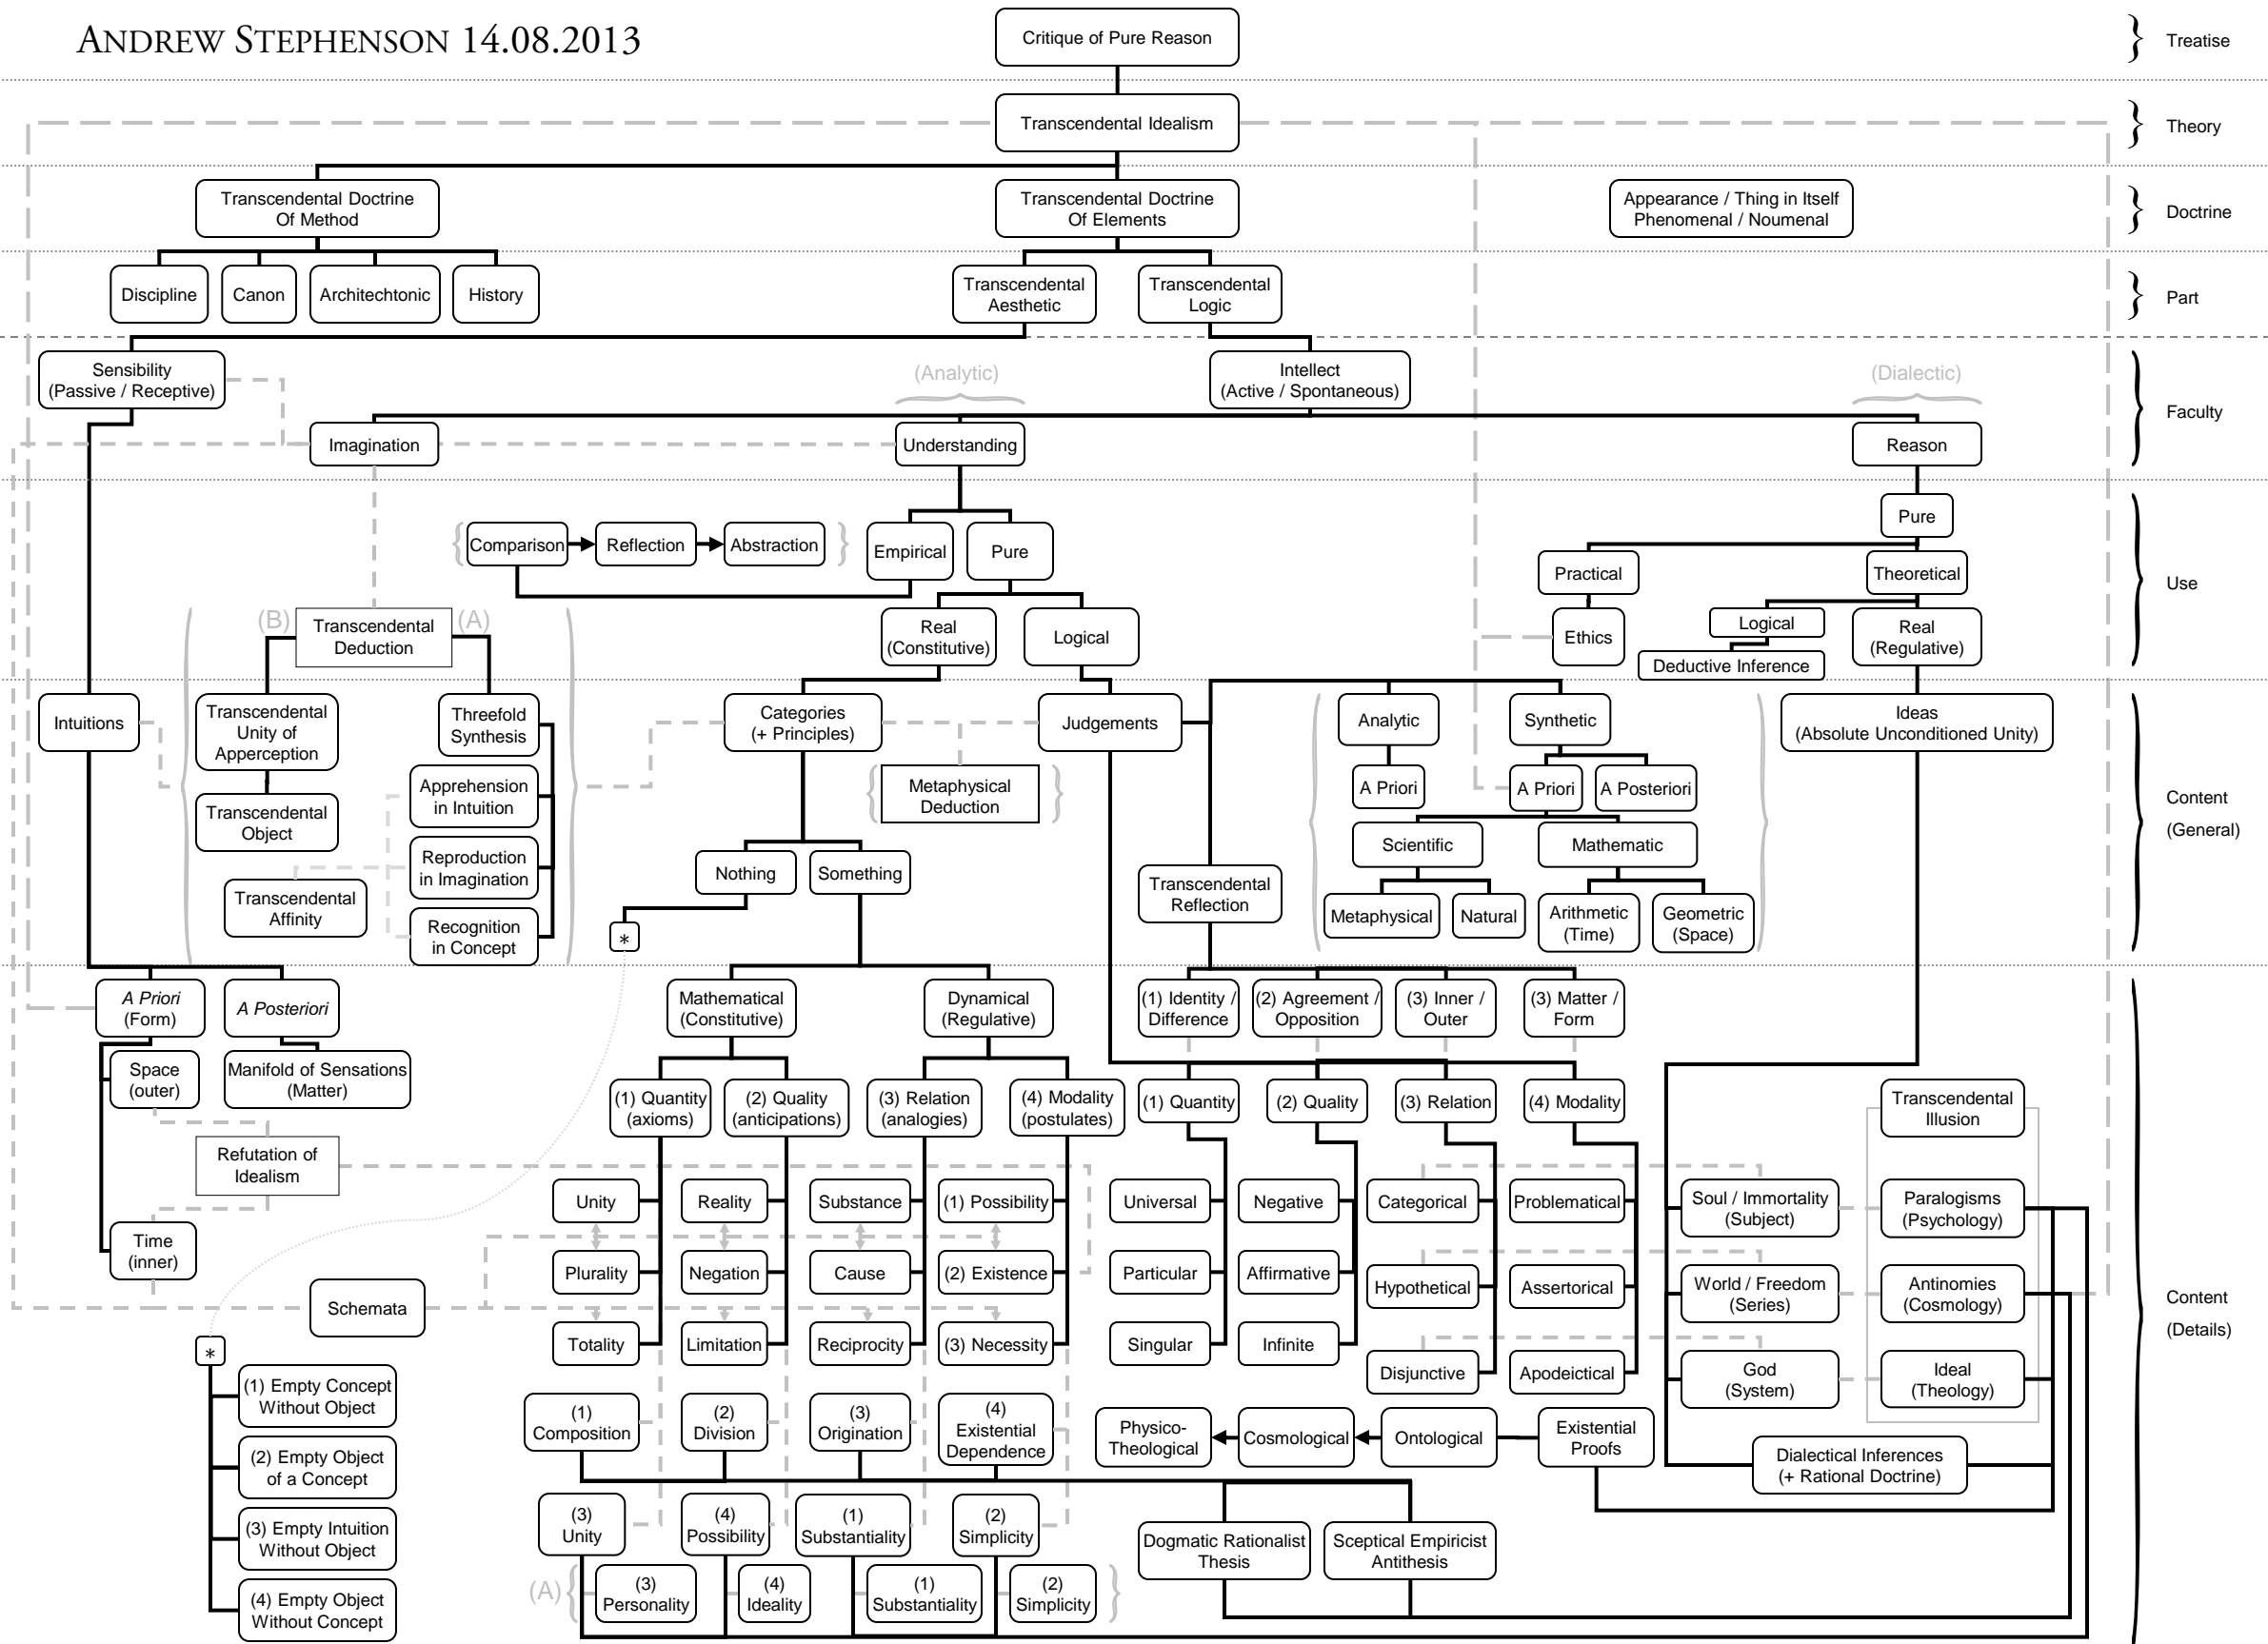 ANDREW STEPHENSON 14.08.2013
Critique of Pure Reason
Treatise
Transcendental Idealism
Theory
Transcendental Doctrine
Of Method
Transcendental Doctrine
Of Elements
Appearance / Thing in Itself
Phenomenal / Noumenal
Doctrine
Discipline
Canon
Architechtonic
History
Transcendental
Aesthetic
Transcendental
Logic
Part
Sensibility
(Passive / Receptive)
(Analytic)
Intellect
(Active / Spontaneous)
(Dialectic)
Faculty
Imagination
Understanding
Reason
Pure
Comparison
Reflection
Abstraction
Empirical
Pure
Practical
Theoretical
Use
(B)
Transcendental
Deduction
(A)
Real
(Constitutive)
Logical
Ethics
Logical
Deductive Inference
Real
(Regulative)
Intuitions
Transcendental
Unity of
Apperception
Threefold
Synthesis
Categories
(+ Principles)
Judgements
Analytic
Synthetic
Ideas
(Absolute Unconditioned Unity)
Transcendental
Object
Apprehension
in Intuition
Metaphysical
Deduction
A Priori
A Priori
A Posteriori
Content
(General)
Reproduction
in Imagination
Nothing
Something
Scientific
Mathematic
Transcendental
Affinity
Recognition
in Concept
*
Transcendental
Reflection
Metaphysical
Natural
Arithmetic
(Time)
Geometric
(Space)
A Priori
(Form)
A Posteriori
Mathematical
(Constitutive)
Dynamical
(Regulative)
(1) Identity /
Difference
(2) Agreement /
Opposition
(3) Inner /
Outer
(3) Matter /
Form
Space
(outer)
Manifold of Sensations
(Matter)
(1) Quantity
(axioms)
(2) Quality
(anticipations)
(3) Relation
(analogies)
(4) Modality
(postulates)
(1) Quantity
(2) Quality
(3) Relation
(4) Modality
Transcendental
Illusion
Refutation of
Idealism
Unity
Reality
Substance
(1) Possibility
Universal
Negative
Categorical
Problematical
Soul / Immortality
(Subject)
Paralogisms
(Psychology)
Time
(inner)
Plurality
Negation
Cause
(2) Existence
Particular
Affirmative
Hypothetical
Assertorical
World / Freedom
(Series)
Antinomies
(Cosmology)
Content
(Details)
Schemata
Totality
Limitation
Reciprocity
(3) Necessity
Singular
Infinite
Disjunctive
Apodeictical
God
(System)
Ideal
(Theology)
*
(1) Empty Concept
Without Object
(1)
Composition
(2)
Division
(3)
Origination
(4)
Existential
Dependence
Physico-
Theological
Cosmological
Ontological
Existential
Proofs
Dialectical Inferences
(+ Rational Doctrine)
(2) Empty Object
of a Concept
(3) Empty Intuition
Without Object
(3)
Unity
(4)
Possibility
(1)
Substantiality
(2)
Simplicity
Dogmatic Rationalist
Thesis
Sceptical Empiricist
Antithesis
(4) Empty Object
Without Concept
(A)
(3)
Personality
(4)
Ideality
(1)
Substantiality
(2)
Simplicity